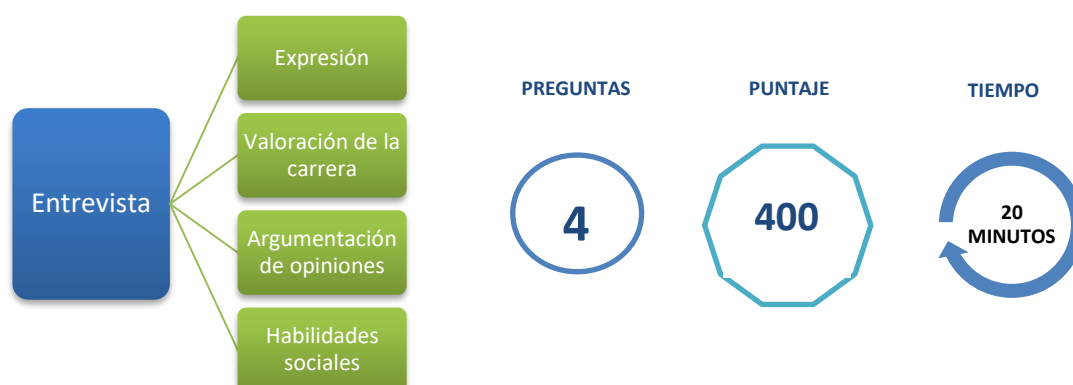 Entrevista
Expresión
Valoración de la
carrera
Argumentación
de opiniones
Habilidades
sociales
PREGUNTAS
4
PUNTAJE
400
TIEMPO
20
MINUTOS